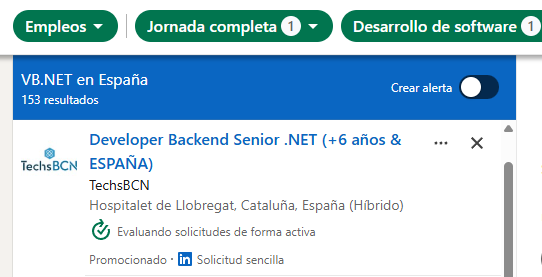 Empleos
Jornada completa 1
Desarrollo de software 1
VB.NET en España
153 resultados
Crear alerta
TechsBCN
Developer Backend Senior .NET (+6 años &
ESPAÑA)
TechsBCN
Hospitalet de Llobregat, Cataluña, España (Híbrido)
Evaluando solicitudes de forma activa
Promocionado · in Solicitud sencilla